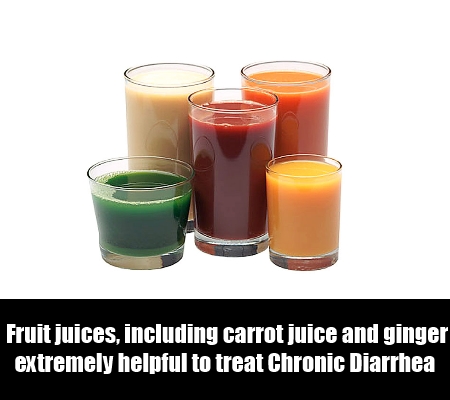 Fruit juices, including carrot juice and ginger
extremely helpful to treat Chronic Diarrhea